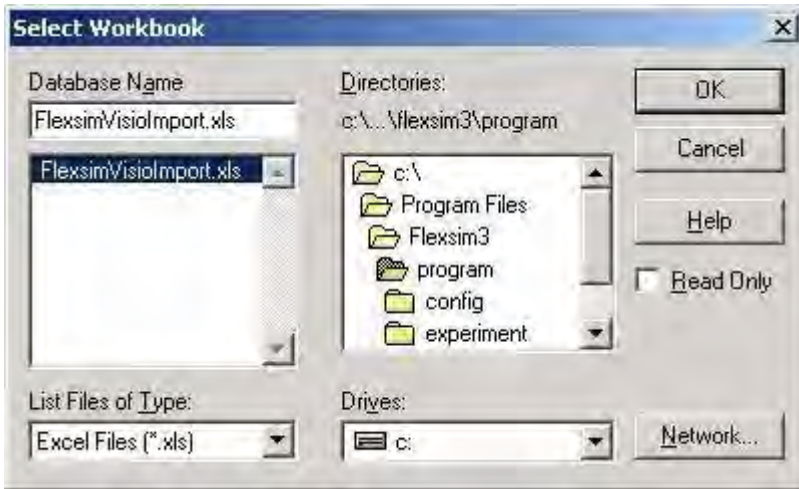 Select Workbook
Database Name
FlexsimVisioImport.xls
FlexsimVisioImport.xls
List Files of Type:
Excel Files (*.xls)
Directories:
c:\...\flexsim3\program
c:\
Program Files
Flexsim3
program
config
experiment
Drives:
c:
OK
Cancel
Help
Read Only
Network...